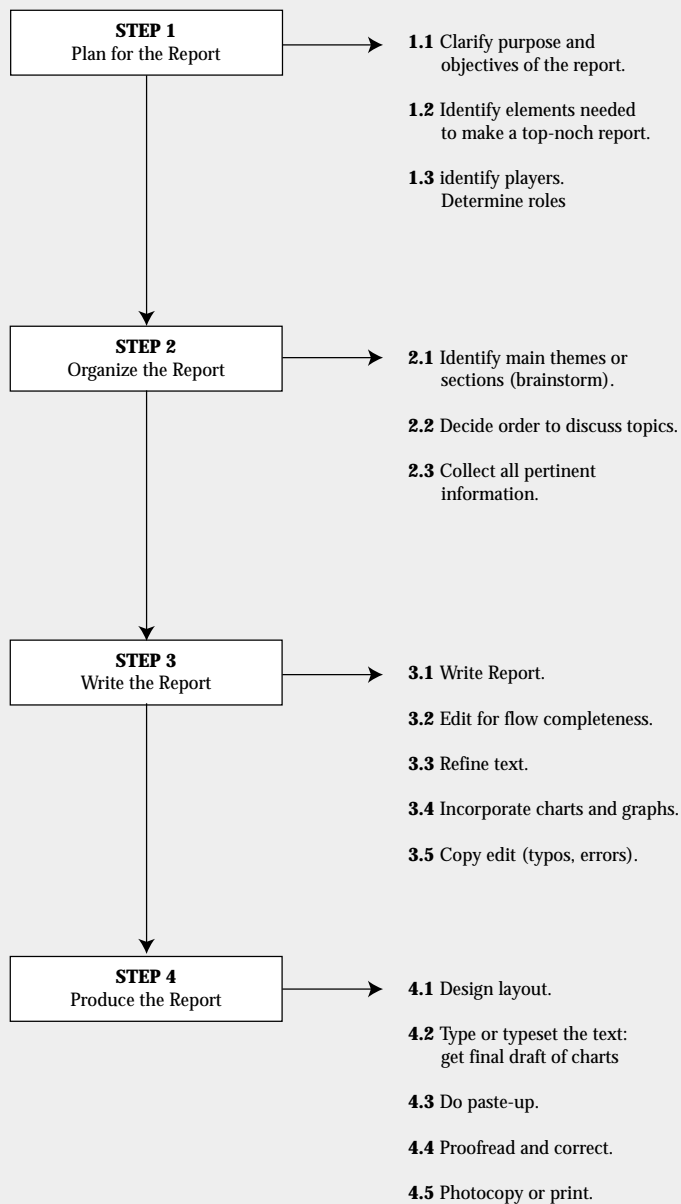 STEP 1
Plan for the Report
1.1 Clarify purpose and
objectives of the report.
1.2 Identify elements needed
to make a top-noch report.
1.3 identify players.
Determine roles
STEP 2
Organize the Report
2.1 Identify main themes or
sections (brainstorm).
2.2 Decide order to discuss topics.
2.3 Collect all pertinent
information.
STEP 3
Write the Report
3.1 Write Report.
3.2 Edit for flow completeness.
3.3 Refine text.
3.4 Incorporate charts and graphs.
3.5 Copy edit (typos, errors).
STEP 4
Produce the Report
4.1 Design layout.
4.2 Type or typeset the text:
get final draft of charts
4.3 Do paste-up.
4.4 Proofread and correct.
4.5 Photocopy or print.